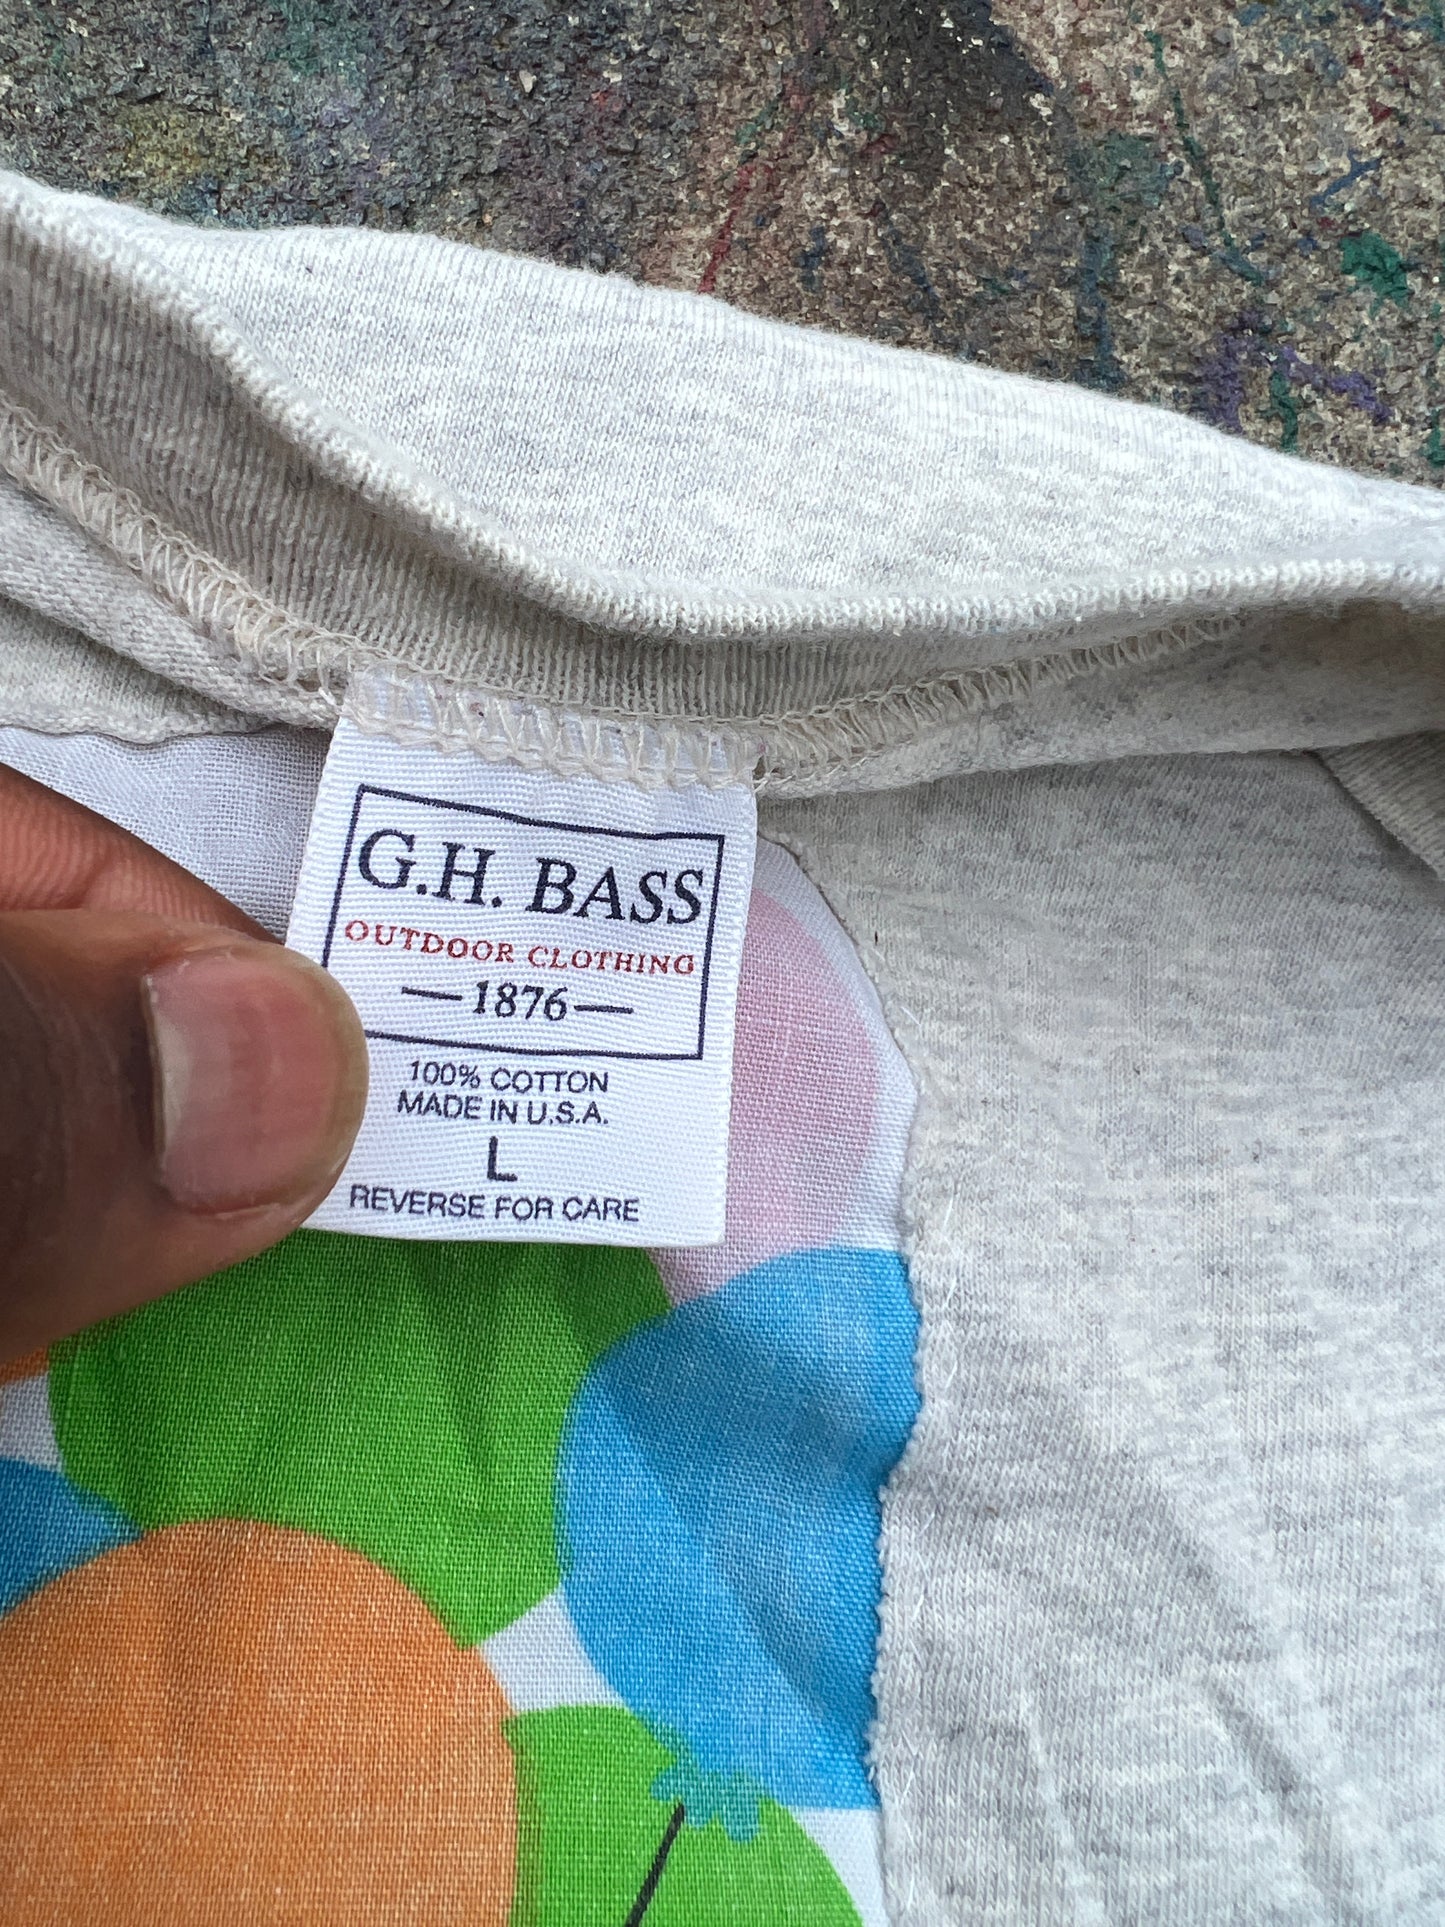 G.H. BASS
OUTDOOR CLOTHING
—1876—
100% COTTON
MADE IN U.S.A.
L
REVERSE FOR CARE